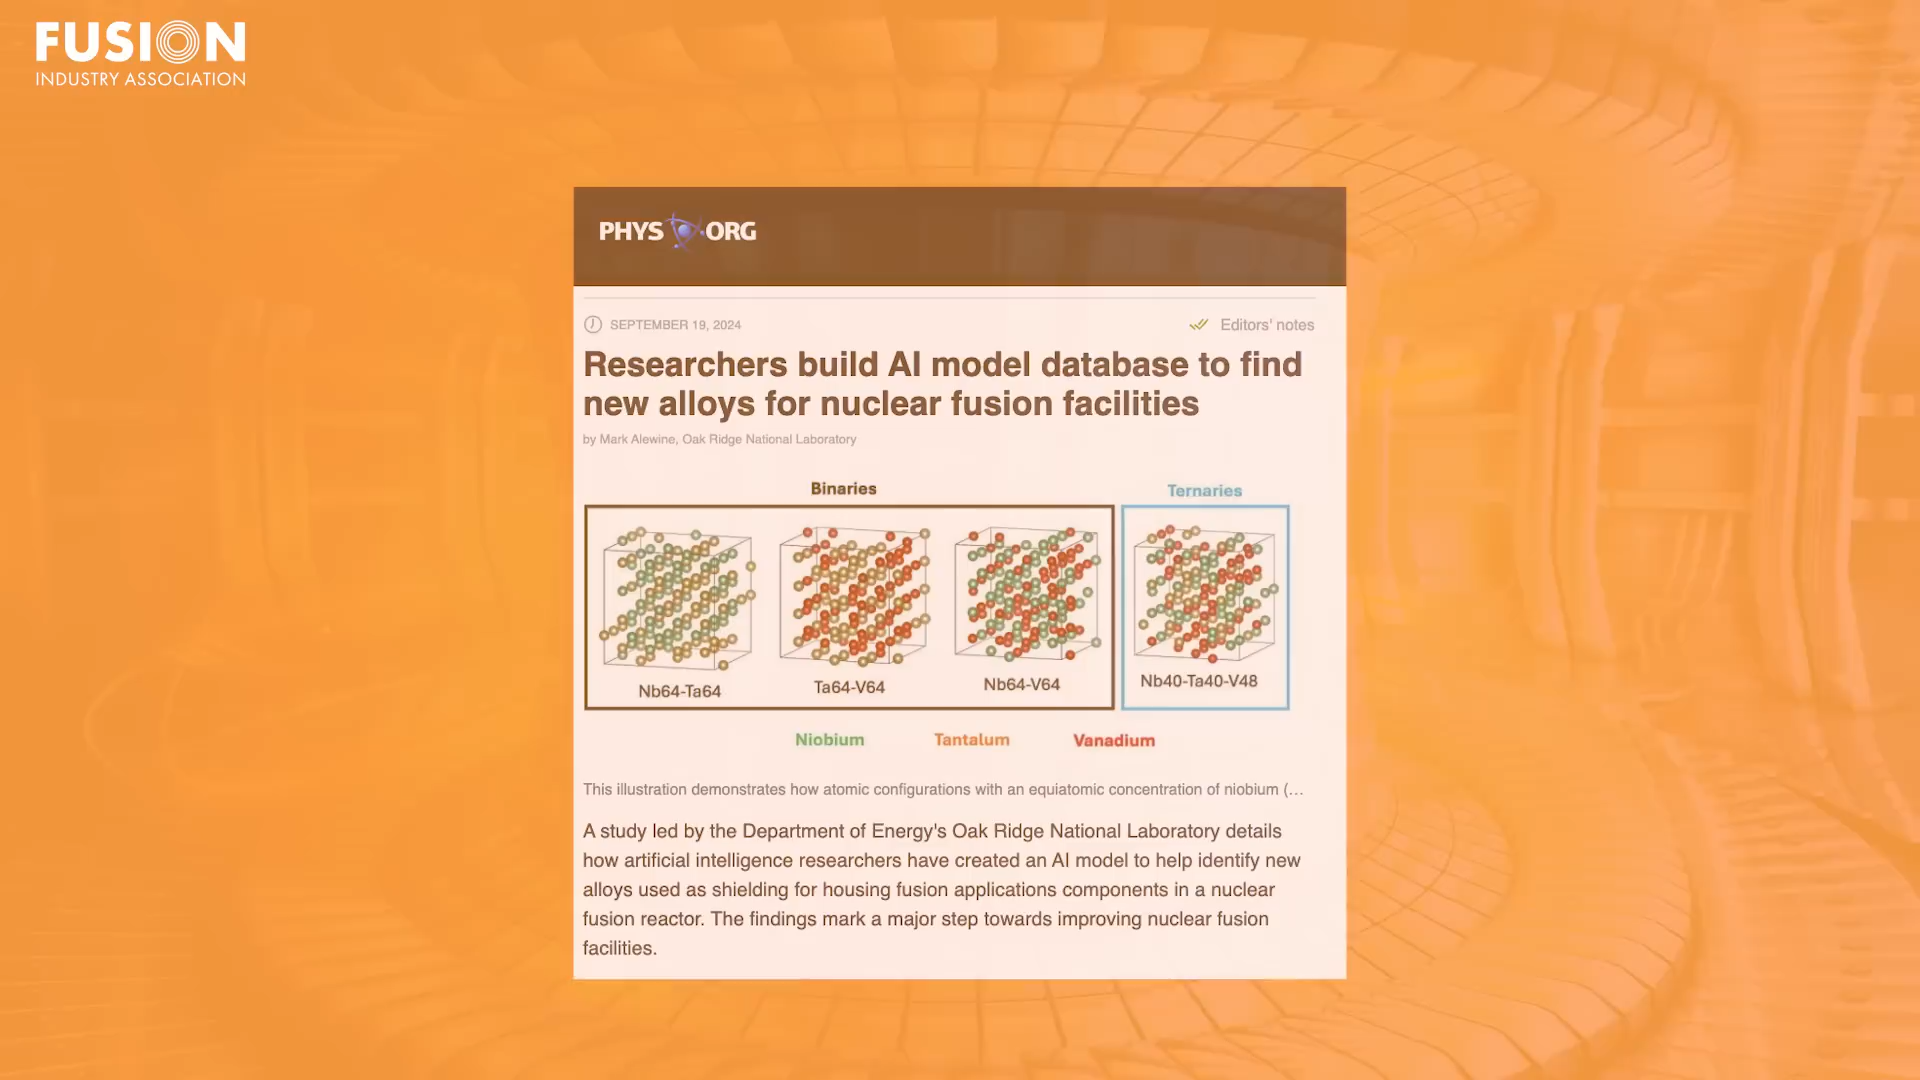 FUSION
INDUSTRY ASSOCIATION
PHYS ORG
SEPTEMBER 19, 2024
Editors' notes
Researchers build AI model database to find
new alloys for nuclear fusion facilities
by Mark Alewine, Oak Ridge National Laboratory
Binaries
Ternaries
Nb64-Ta64
Ta64-V64
Nb64-V64
Nb40-Ta40-V48
Niobium
Tantalum
Vanadium
This illustration demonstrates how atomic configurations with an equiatomic concentration of niobium (...
A study led by the Department of Energy's Oak Ridge National Laboratory details
how artificial intelligence researchers have created an AI model to help identify new
alloys used as shielding for housing fusion applications components in a nuclear
fusion reactor. The findings mark a major step towards improving nuclear fusion
facilities.